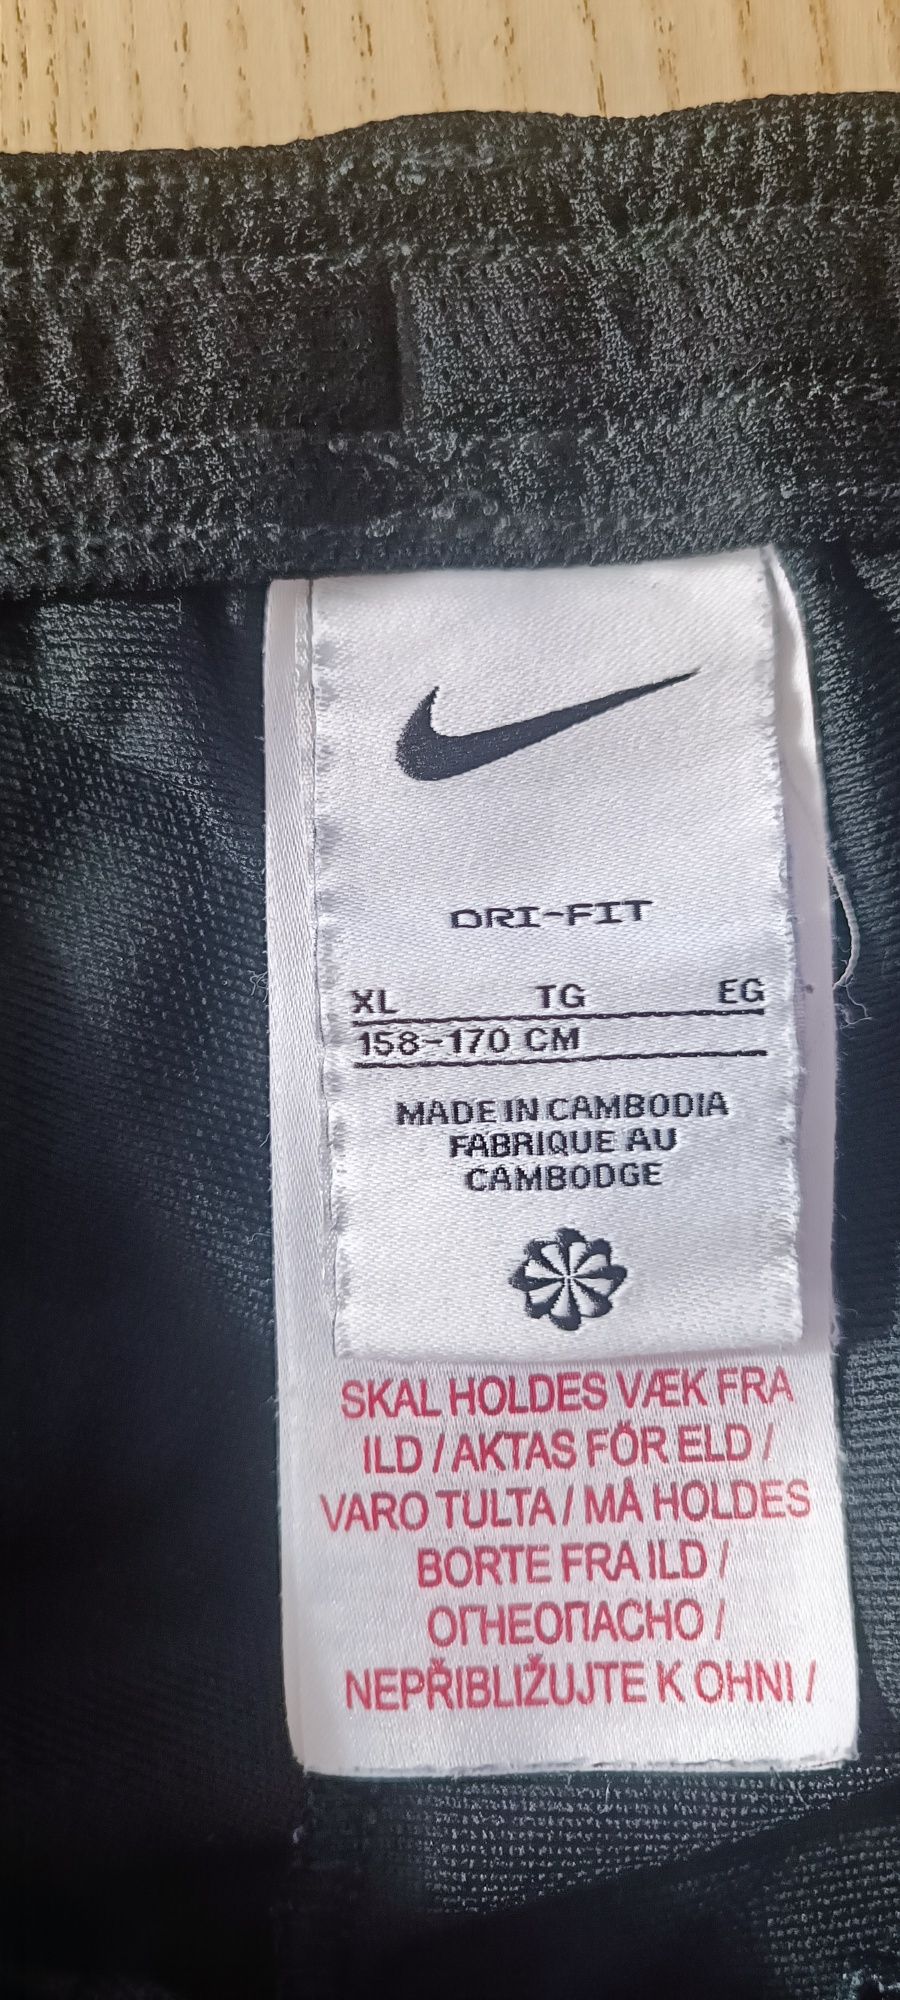 DRI-FIT
XL TG EG
158-170 CM
MADE IN CAMBODIA
FABRIQUE AU
CAMBODGE
SKAL HOLDES VÆK FRA
ILD / AKTAS FÖR ELD /
VARO TULTA / MÅ HOLDES
BORTE FRA ILD /
ОГНЕОПАСНО /
NEPŘIBLIŽUJTE K OHNI /